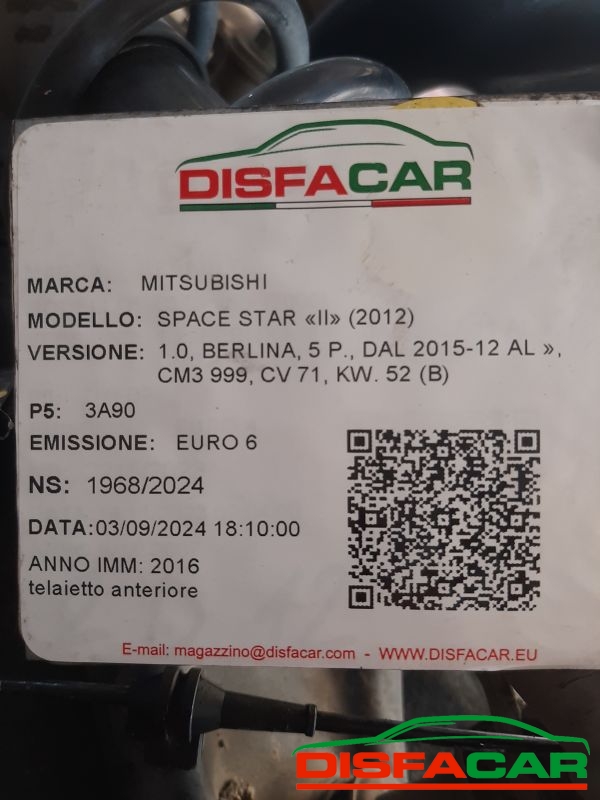 DISFACAR
MARCA: MITSUBISHI
MODELLO: SPACE STAR «II» (2012)
VERSIONE: 1.0, BERLINA, 5 P., DAL 2015-12 AL »,
CM3 999, CV 71, KW. 52 (B)
P5: 3A90
EMISSIONE: EURO 6
NS: 1968/2024
DATA:03/09/2024 18:10:00
ANNO IMM: 2016
telaietto anteriore
E-mail: magazzino@disfacar.com - WWW.DISFACAR.EU
DISFACAR